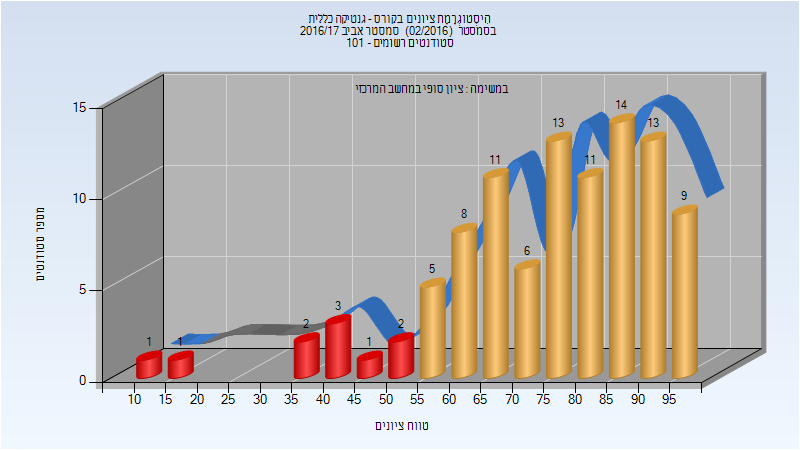 היסטוגרמת ציונים בקורס - גנטיקה כללית
בסמסטר (02/2016) סמסטר אביב 2016/17
סטודנטים רשומים - 101
במשימה : ציון סופי במחשב המרכזי
מספר סטודנטים
15
10
5
0
1 1 2 3 1 2 5 8 11 6 13 11 14 13 9
10 15 20 25 30 35 40 45 50 55 60 65 70 75 80 85 90 95
טווח ציונים